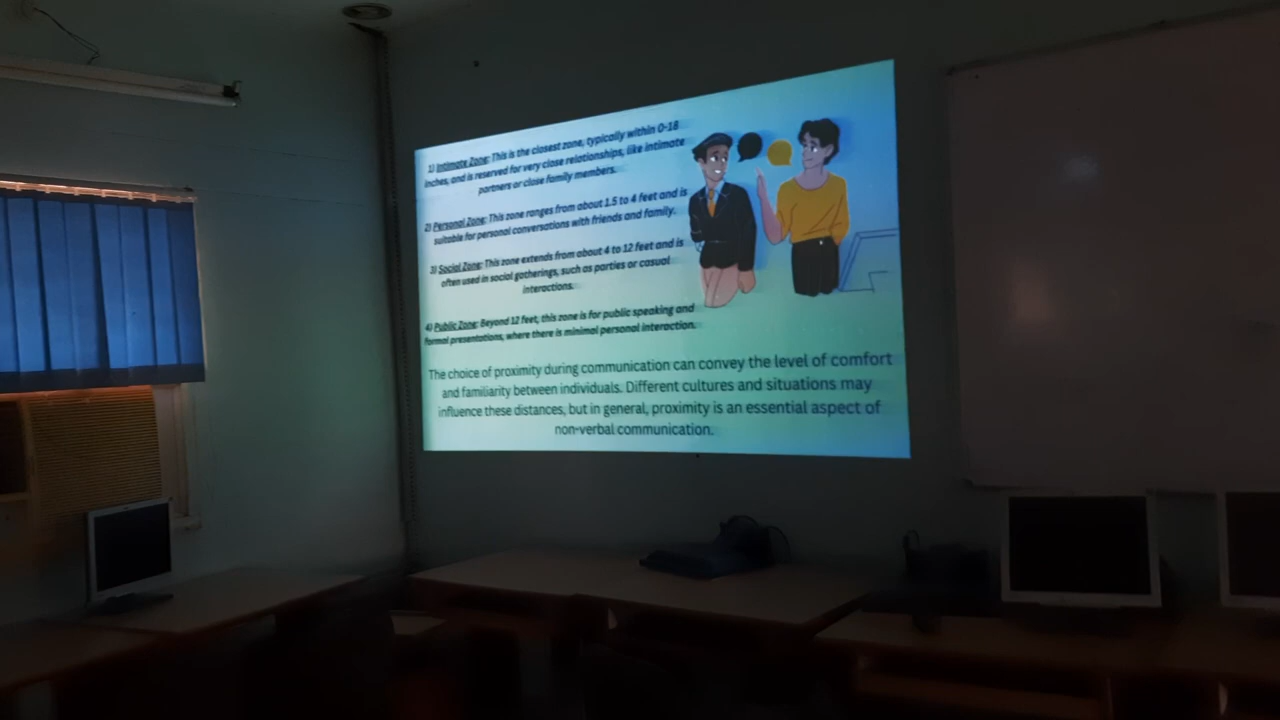 1) Intimate Zone: This is the closest zone, typically within 0-18
inches, and is reserved for very close relationships, like intimate
partners or close family members.
2) Personal Zone: This zone ranges from about 1.5 to 4 feet and is
suitable for personal conversations with friends and family.
3) Social Zone: This zone extends from about 4 to 12 feet and is
often used in social gatherings, such as parties or casual
interactions.
4) Public Zone: Beyond 12 feet, this zone is for public speaking and
formal presentations, where there is minimal personal interaction.
The choice of proximity during communication can convey the level of comfort
and familiarity between individuals. Different cultures and situations may
influence these distances, but in general, proximity is an essential aspect of
non-verbal communication.